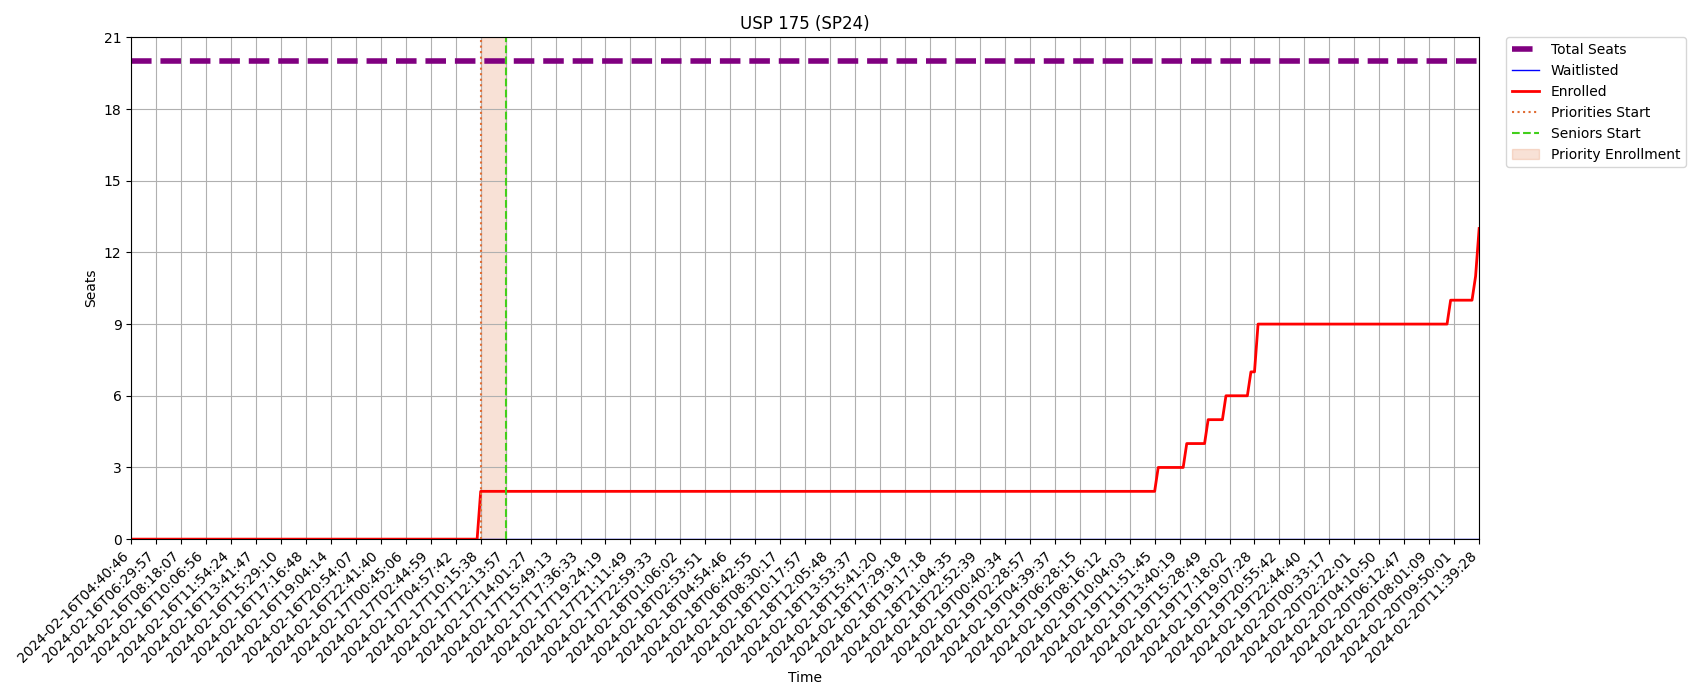 USP 175 (SP24)
Total Seats
Waitlisted
Enrolled
Priorities Start
Seniors Start
Priority Enrollment
Seats
21
18
15
12
9
6
3
0
2024-02-16T04:40:46
2024-02-16T06:29:57
2024-02-16T08:18:07
2024-02-16T10:06:56
2024-02-16T11:54:24
2024-02-16T13:41:47
2024-02-16T15:29:10
2024-02-16T17:16:48
2024-02-16T19:04:14
2024-02-16T20:54:07
2024-02-16T22:41:40
2024-02-17T00:45:06
2024-02-17T02:44:59
2024-02-17T04:57:42
2024-02-17T10:15:38
2024-02-17T12:13:57
2024-02-17T14:01:27
2024-02-17T15:49:13
2024-02-17T17:36:33
2024-02-17T19:24:19
2024-02-17T21:11:49
2024-02-17T22:59:33
2024-02-18T01:06:02
2024-02-18T02:53:51
2024-02-18T04:54:46
2024-02-18T06:42:55
2024-02-18T08:30:17
2024-02-18T10:17:57
2024-02-18T12:05:48
2024-02-18T13:53:37
2024-02-18T15:41:20
2024-02-18T17:29:18
2024-02-18T19:17:18
2024-02-18T21:04:35
2024-02-18T22:52:39
2024-02-19T00:40:34
2024-02-19T02:28:57
2024-02-19T04:39:37
2024-02-19T06:28:15
2024-02-19T08:16:12
2024-02-19T10:04:03
2024-02-19T11:51:45
2024-02-19T13:40:19
2024-02-19T15:28:49
2024-02-19T17:18:02
2024-02-19T19:07:28
2024-02-19T20:55:42
2024-02-19T22:44:40
2024-02-20T00:33:17
2024-02-20T02:22:01
2024-02-20T04:10:50
2024-02-20T06:12:47
2024-02-20T08:01:09
2024-02-20T09:50:01
2024-02-20T11:39:28
Time